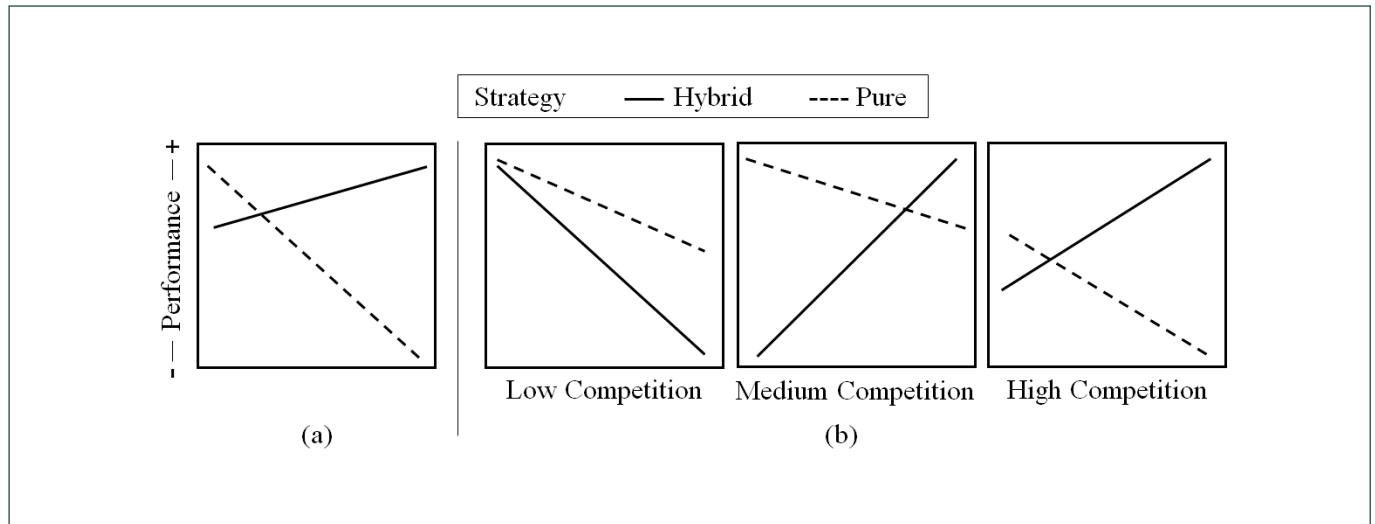 Strategy Hybrid Pure
- — Performance — +
Low Competition Medium Competition High Competition
(a) (b)